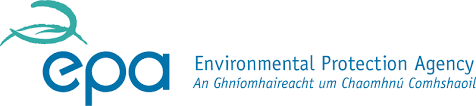 epa
Environmental Protection Agency
An Ghníomhaireacht um Chaomhnú Comhshaoil